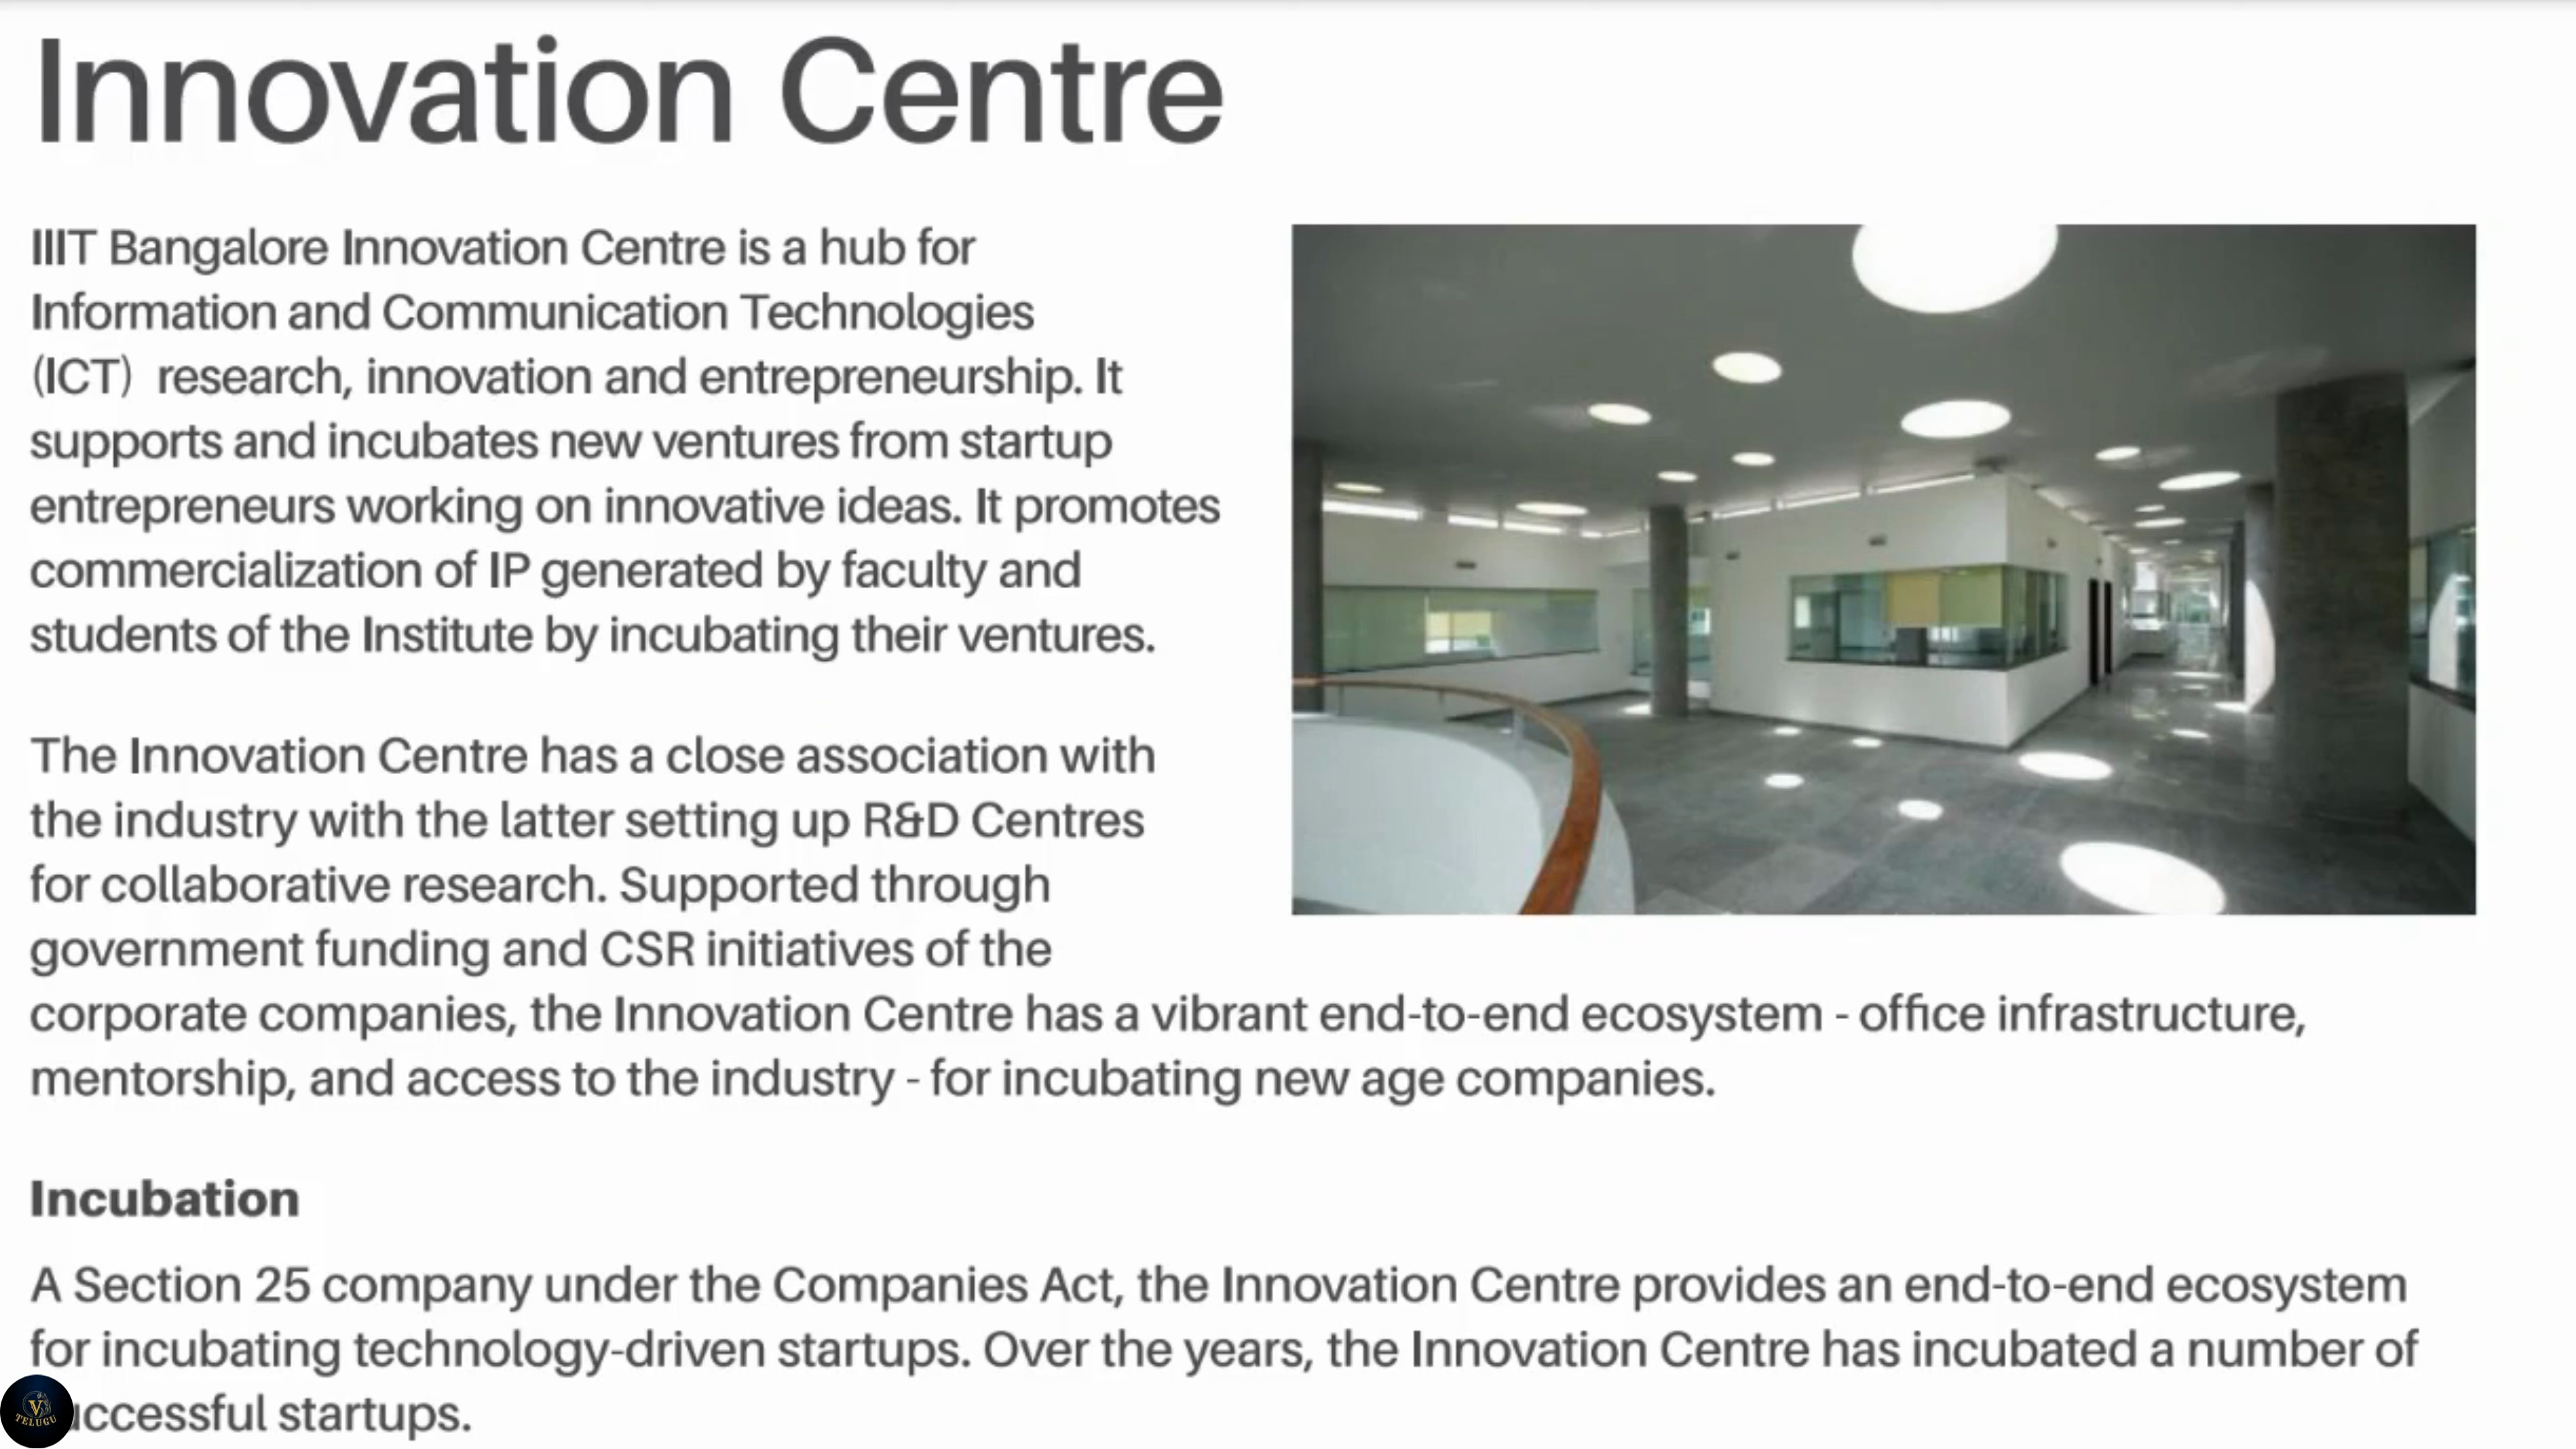 Innovation Centre
IIIT Bangalore Innovation Centre is a hub for
Information and Communication Technologies
(ICT)  research, innovation and entrepreneurship. It
supports and incubates new ventures from startup
entrepreneurs working on innovative ideas. It promotes
commercialization of IP generated by faculty and
students of the Institute by incubating their ventures.
The Innovation Centre has a close association with
the industry with the latter setting up R&D Centres
for collaborative research. Supported through
government funding and CSR initiatives of the
corporate companies, the Innovation Centre has a vibrant end-to-end ecosystem - office infrastructure,
mentorship, and access to the industry - for incubating new age companies.
Incubation
A Section 25 company under the Companies Act, the Innovation Centre provides an end-to-end ecosystem
for incubating technology-driven startups. Over the years, the Innovation Centre has incubated a number of
startups.
V
TELUGU